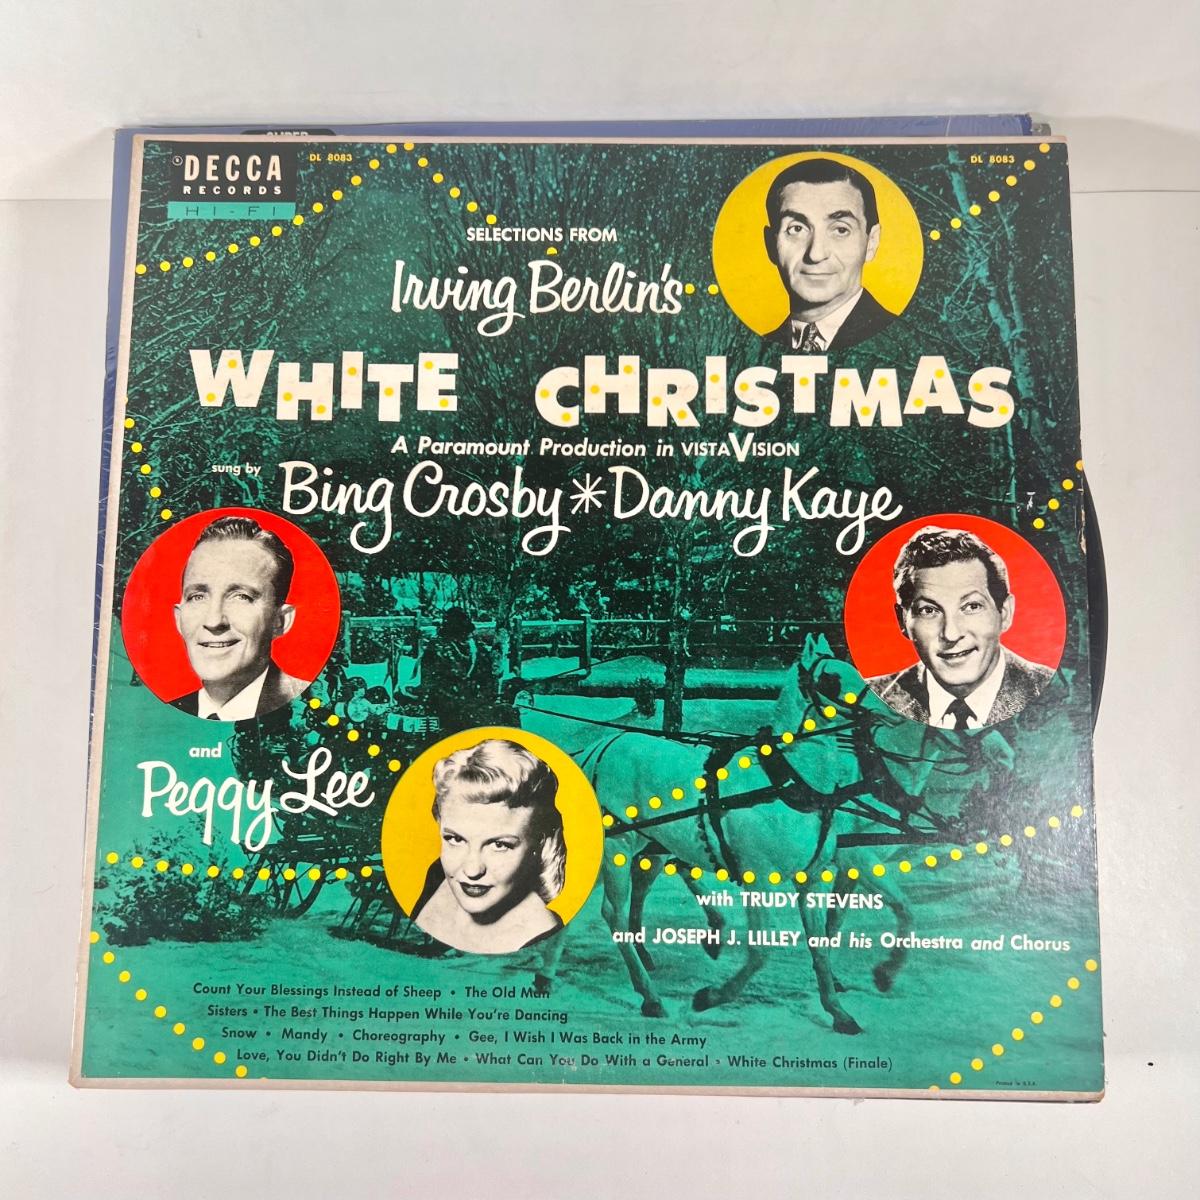 SUPER
DECCA
RECORDS
HI-FI
DL 8083
DL 8083
SELECTIONS FROM
Irving Berlin's
WHITE CHRISTMAS
A Paramount Production in VISTAVISION
sung by
Bing Crosby * Danny Kaye
and
Peggy Lee
with TRUDY STEVENS
and JOSEPH J. LILLEY and his Orchestra and Chorus
Count Your Blessings Instead of Sheep • The Old Man
Sisters • The Best Things Happen While You're Dancing
Snow • Mandy • Choreography • Gee, I Wish I Was Back in the Army
Love, You Didn't Do Right By Me • What Can You Do With a General • White Christmas (Finale)
Printed in U.S.A.